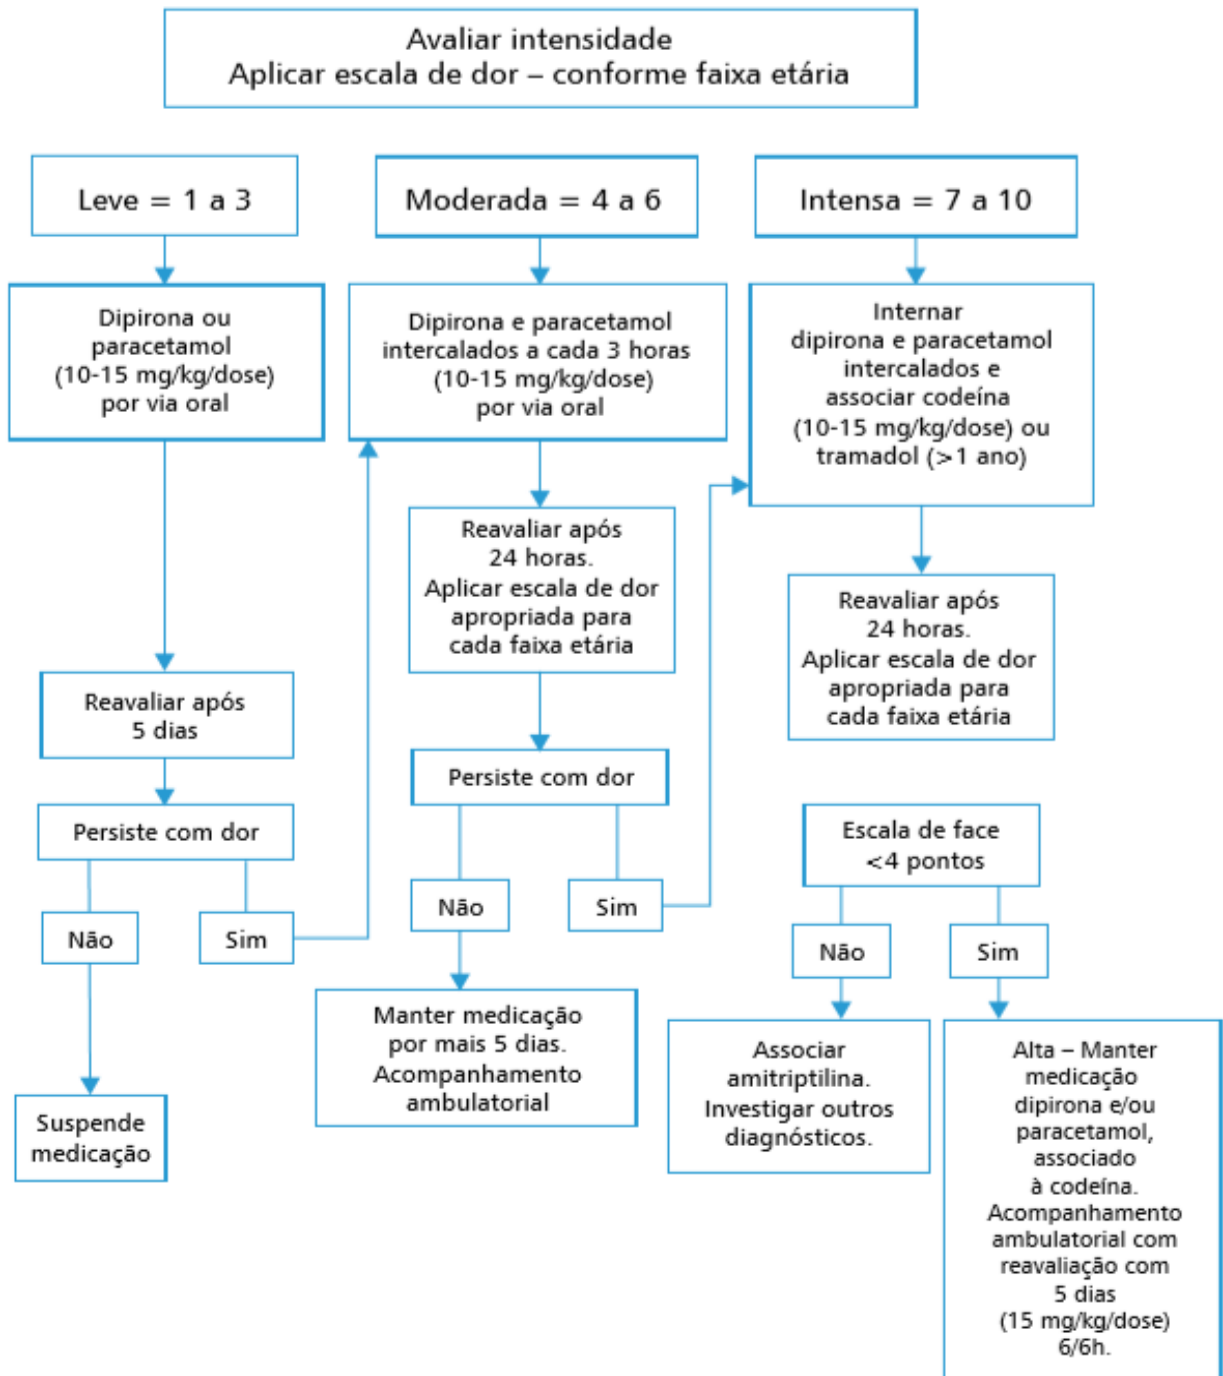 Avaliar intensidade
Aplicar escala de dor – conforme faixa etária
Leve = 1 a 3
Dipirona ou
paracetamol
(10-15 mg/kg/dose)
por via oral
Reavaliar após
5 dias
Persiste com dor
Não
Sim
Suspende
medicação
Moderada = 4 a 6
Dipirona e paracetamol
intercalados a cada 3 horas
(10-15 mg/kg/dose)
por via oral
Reavaliar após
24 horas.
Aplicar escala de dor
apropriada para
cada faixa etária
Persiste com dor
Não
Sim
Manter medicação
por mais 5 dias.
Acompanhamento
ambulatorial
Intensa = 7 a 10
Internar
dipirona e paracetamol
intercalados e
associar codeína
(10-15 mg/kg/dose) ou
tramadol (>1 ano)
Reavaliar após
24 horas.
Aplicar escala de dor
apropriada para
cada faixa etária
Escala de face
<4 pontos
Não
Sim
Associar
amitriptilina.
Investigar outros
diagnósticos.
Alta – Manter
medicação
dipirona e/ou
paracetamol,
associado
à codeína.
Acompanhamento
ambulatorial com
reavaliação com
5 dias
(15 mg/kg/dose)
6/6h.